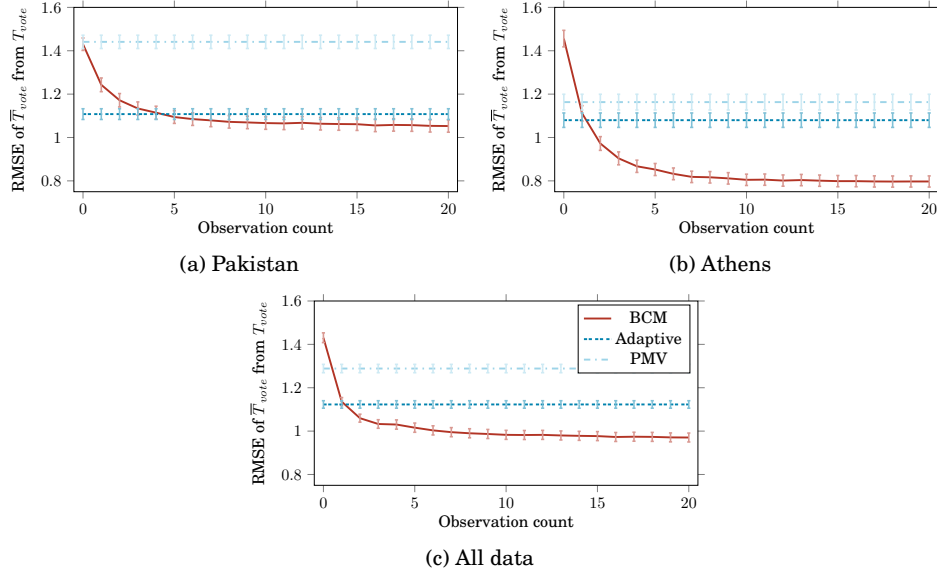 1.6
1.4
1.2
1
0.8
RMSE of T̅vote from Tvote
0 5 10 15 20
Observation count
(a) Pakistan
1.6
1.4
1.2
1
0.8
RMSE of T̅vote from Tvote
0 5 10 15 20
Observation count
(b) Athens
1.6
1.4
1.2
1
0.8
RMSE of T̅vote from Tvote
BCM
Adaptive
PMV
0 5 10 15 20
Observation count
(c) All data